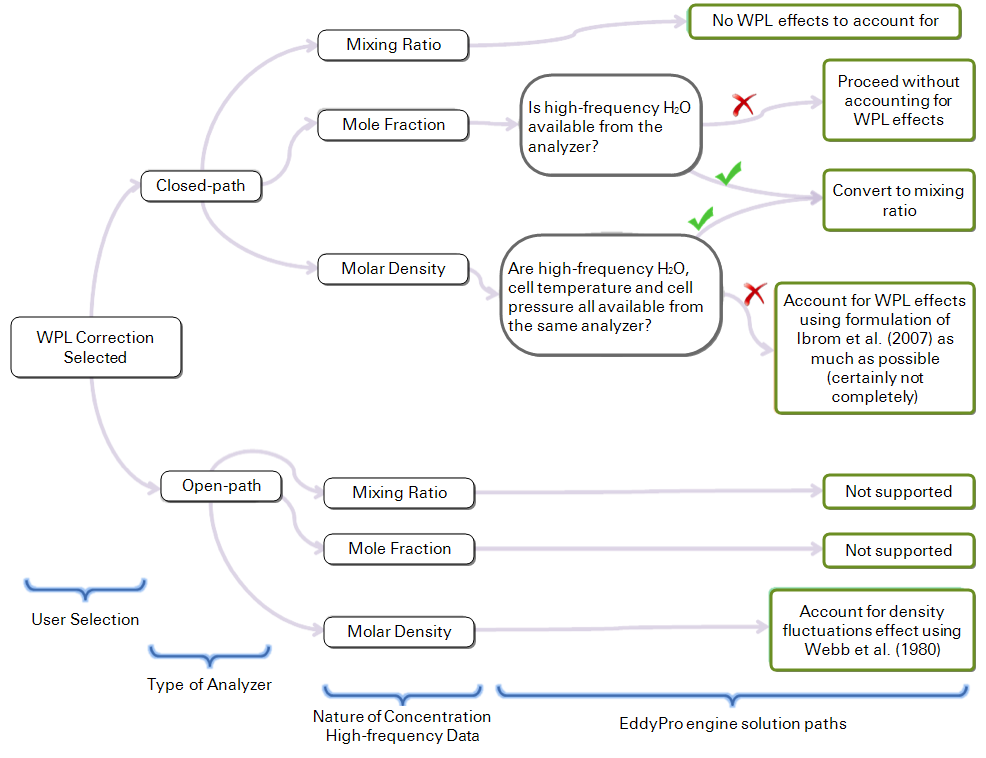 No WPL effects to account for
Mixing Ratio
Proceed without
accounting for
WPL effects
Is high-frequency H₂O
available from the
analyzer?
Mole Fraction
Closed-path
Convert to mixing
ratio
Molar Density
Are high-frequency H₂O,
cell temperature and cell
pressure all available from
the same analyzer?
Account for WPL effects
using formulation of
Ibrom et al. (2007) as
much as possible
(certainly not
completely)
WPL Correction
Selected
Open-path
Mixing Ratio
Not supported
Mole Fraction
Not supported
Molar Density
Account for density
fluctuations effect using
Webb et al. (1980)
User Selection
Type of Analyzer
Nature of Concentration
High-frequency Data
EddyPro engine solution paths